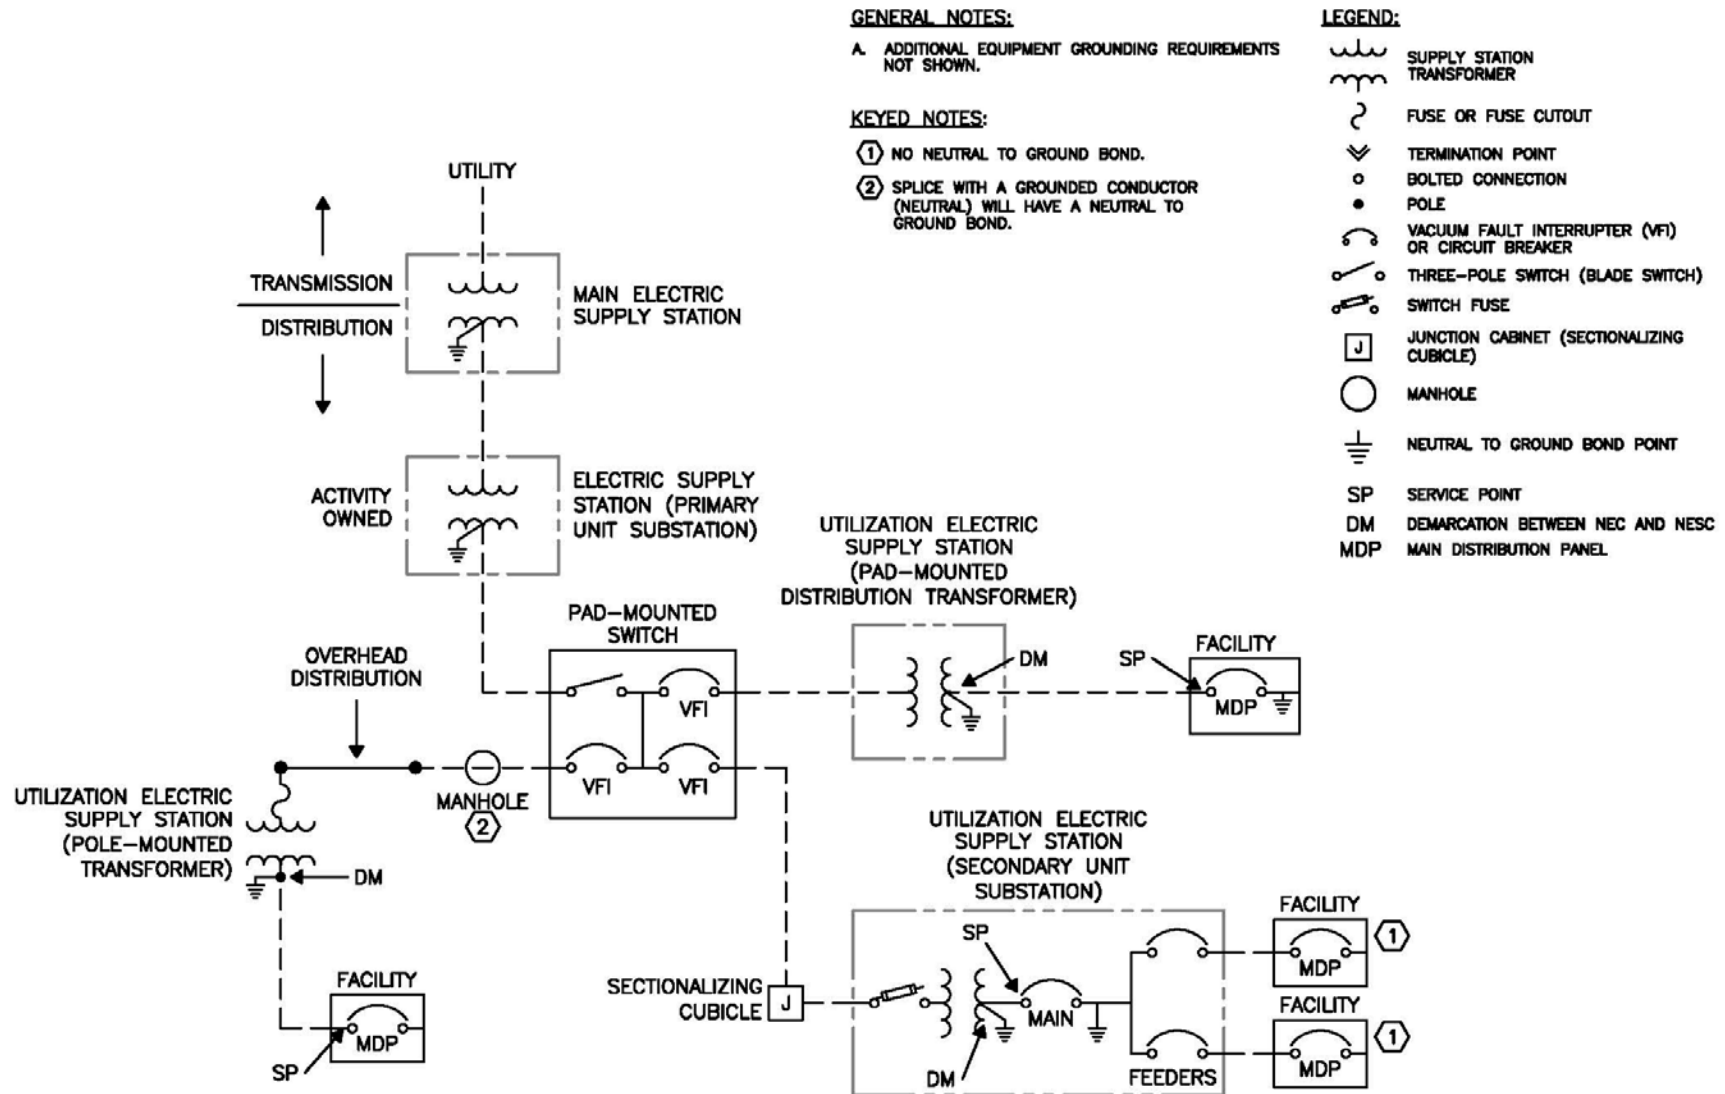 GENERAL NOTES:
A. ADDITIONAL EQUIPMENT GROUNDING REQUIREMENTS
NOT SHOWN.
KEYED NOTES:
1 NO NEUTRAL TO GROUND BOND.
2 SPLICE WITH A GROUNDED CONDUCTOR
(NEUTRAL) WILL HAVE A NEUTRAL TO
GROUND BOND.
LEGEND:
SUPPLY STATION
TRANSFORMER
FUSE OR FUSE CUTOUT
TERMINATION POINT
BOLTED CONNECTION
POLE
VACUUM FAULT INTERRUPTER (VFI)
OR CIRCUIT BREAKER
THREE-POLE SWITCH (BLADE SWITCH)
SWITCH FUSE
J
JUNCTION CABINET (SECTIONALIZING
CUBICLE)
MANHOLE
NEUTRAL TO GROUND BOND POINT
SP SERVICE POINT
DM DEMARCATION BETWEEN NEC AND NESC
MDP MAIN DISTRIBUTION PANEL
UTILITY
TRANSMISSION
DISTRIBUTION
MAIN ELECTRIC
SUPPLY STATION
ACTIVITY
OWNED
ELECTRIC SUPPLY
STATION (PRIMARY
UNIT SUBSTATION)
UTILIZATION ELECTRIC
SUPPLY STATION
(PAD-MOUNTED
DISTRIBUTION TRANSFORMER)
DM
SP
FACILITY
MDP
PAD-MOUNTED
SWITCH
VFI
VFI
VFI
OVERHEAD
DISTRIBUTION
MANHOLE
2
UTILIZATION ELECTRIC
SUPPLY STATION
(POLE-MOUNTED
TRANSFORMER)
DM
FACILITY
MDP
SP
SECTIONALIZING
CUBICLE
J
UTILIZATION ELECTRIC
SUPPLY STATION
(SECONDARY UNIT
SUBSTATION)
SP
MAIN
DM
FEEDERS
FACILITY
1
MDP
FACILITY
1
MDP